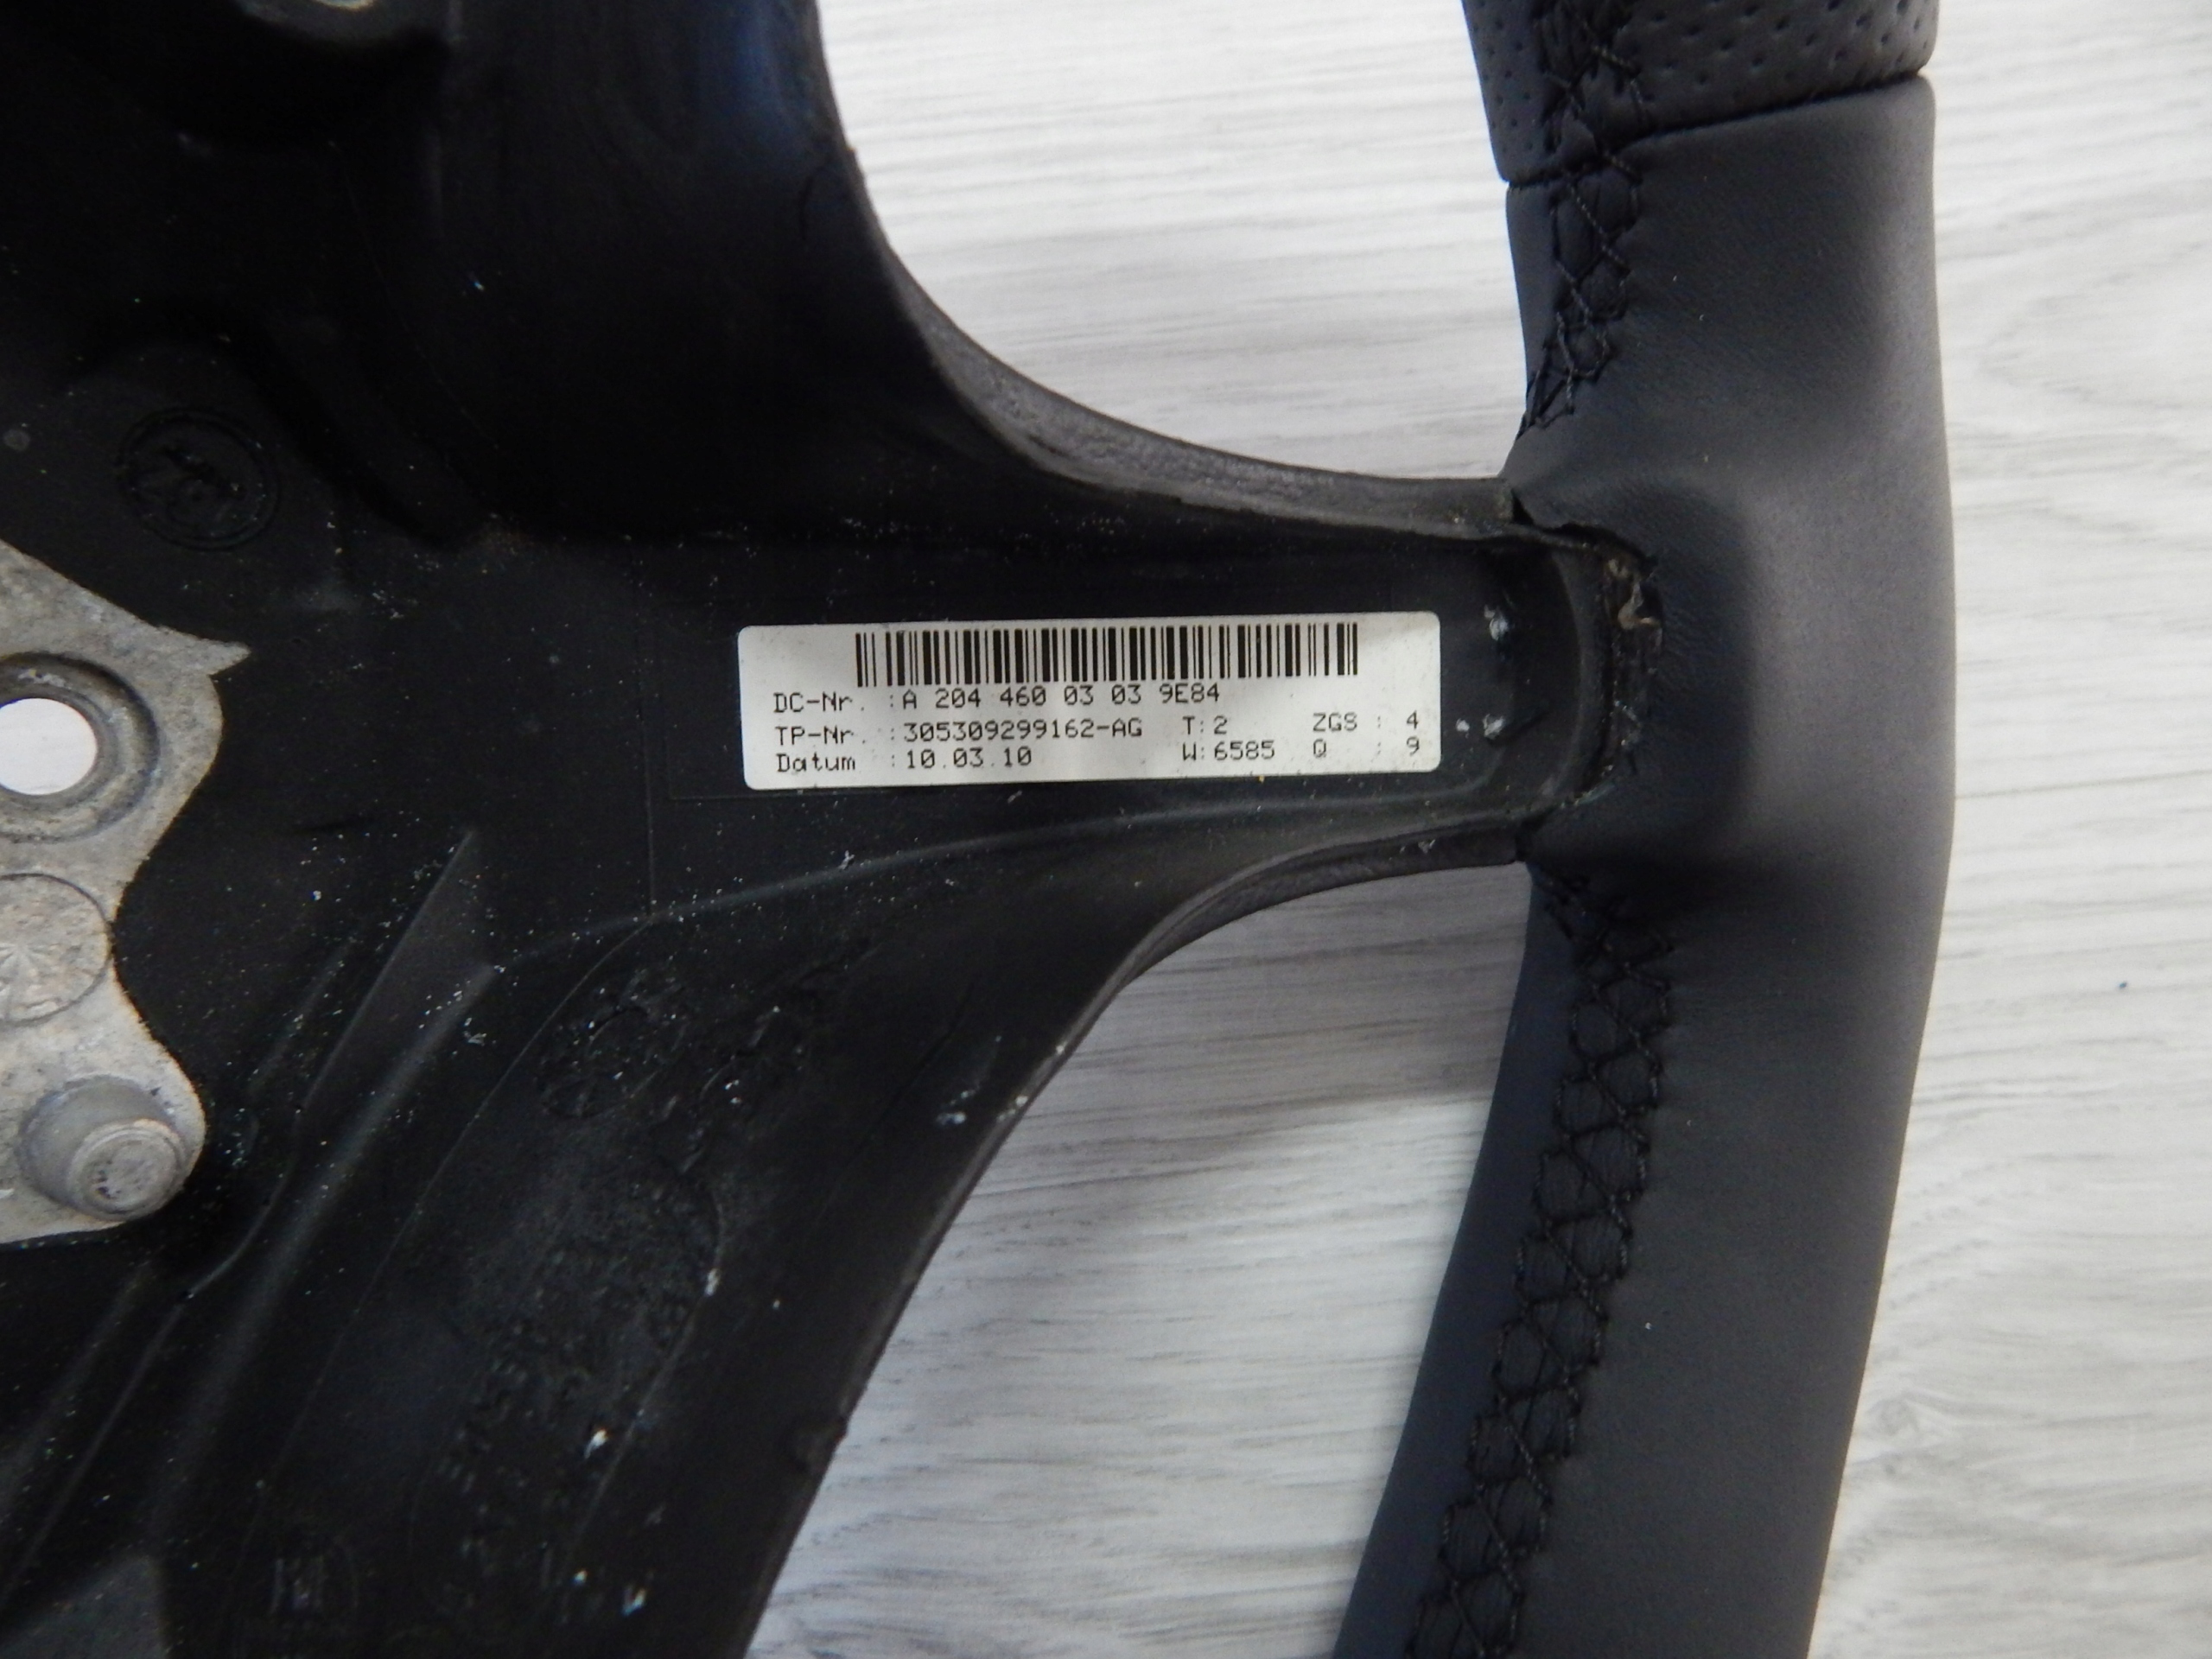 DC-Nr. :A 204 460 03 03 9E84
TP-Nr. :305309299162-AG T:2 ZGS : 4
Datum :10.03.10 W:6585 Q : 9